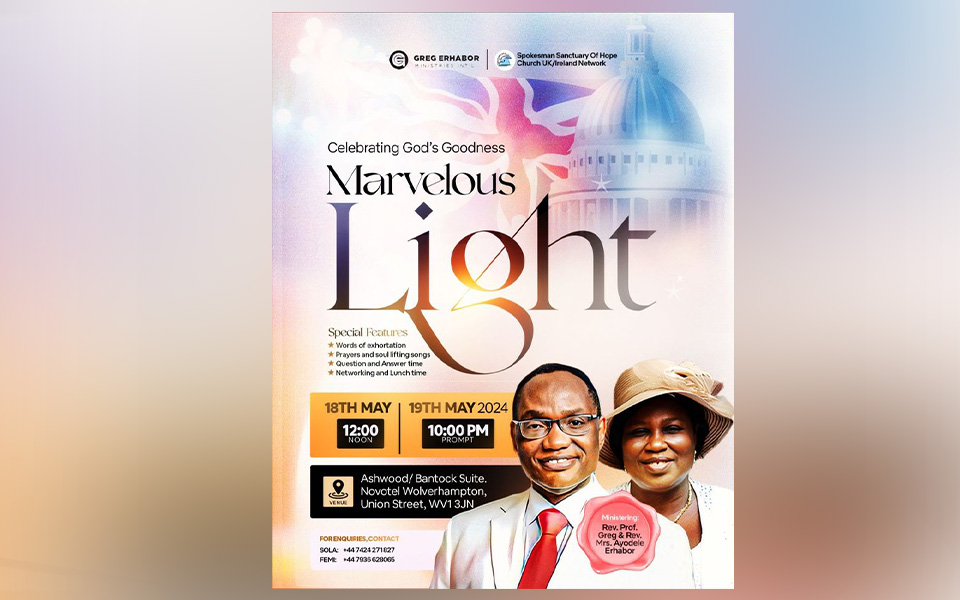 GREG ERHABOR
MINISTRIES INT'L
Spokesman Sanctuary Of Hope
Church UK/Ireland Network
Celebrating God's Goodness
Marvelous
Light
Special Features
Words of exhortation
Prayers and soul lifting songs
Question and Answer time
Networking and Lunch time
18TH MAY
12:00
NOON
19TH MAY 2024
10:00 PM
PROMPT
VENUE
Ashwood/ Bantock Suite.
Novotel Wolverhampton,
Union Street, WV1 3JN
FOR ENQUIRIES, CONTACT
SOLA: +44 7424 271 827
FEMI: +44 7936 628065
Ministering:
Rev. Prof.
Greg & Rev.
Mrs. Ayodele
Erhabor